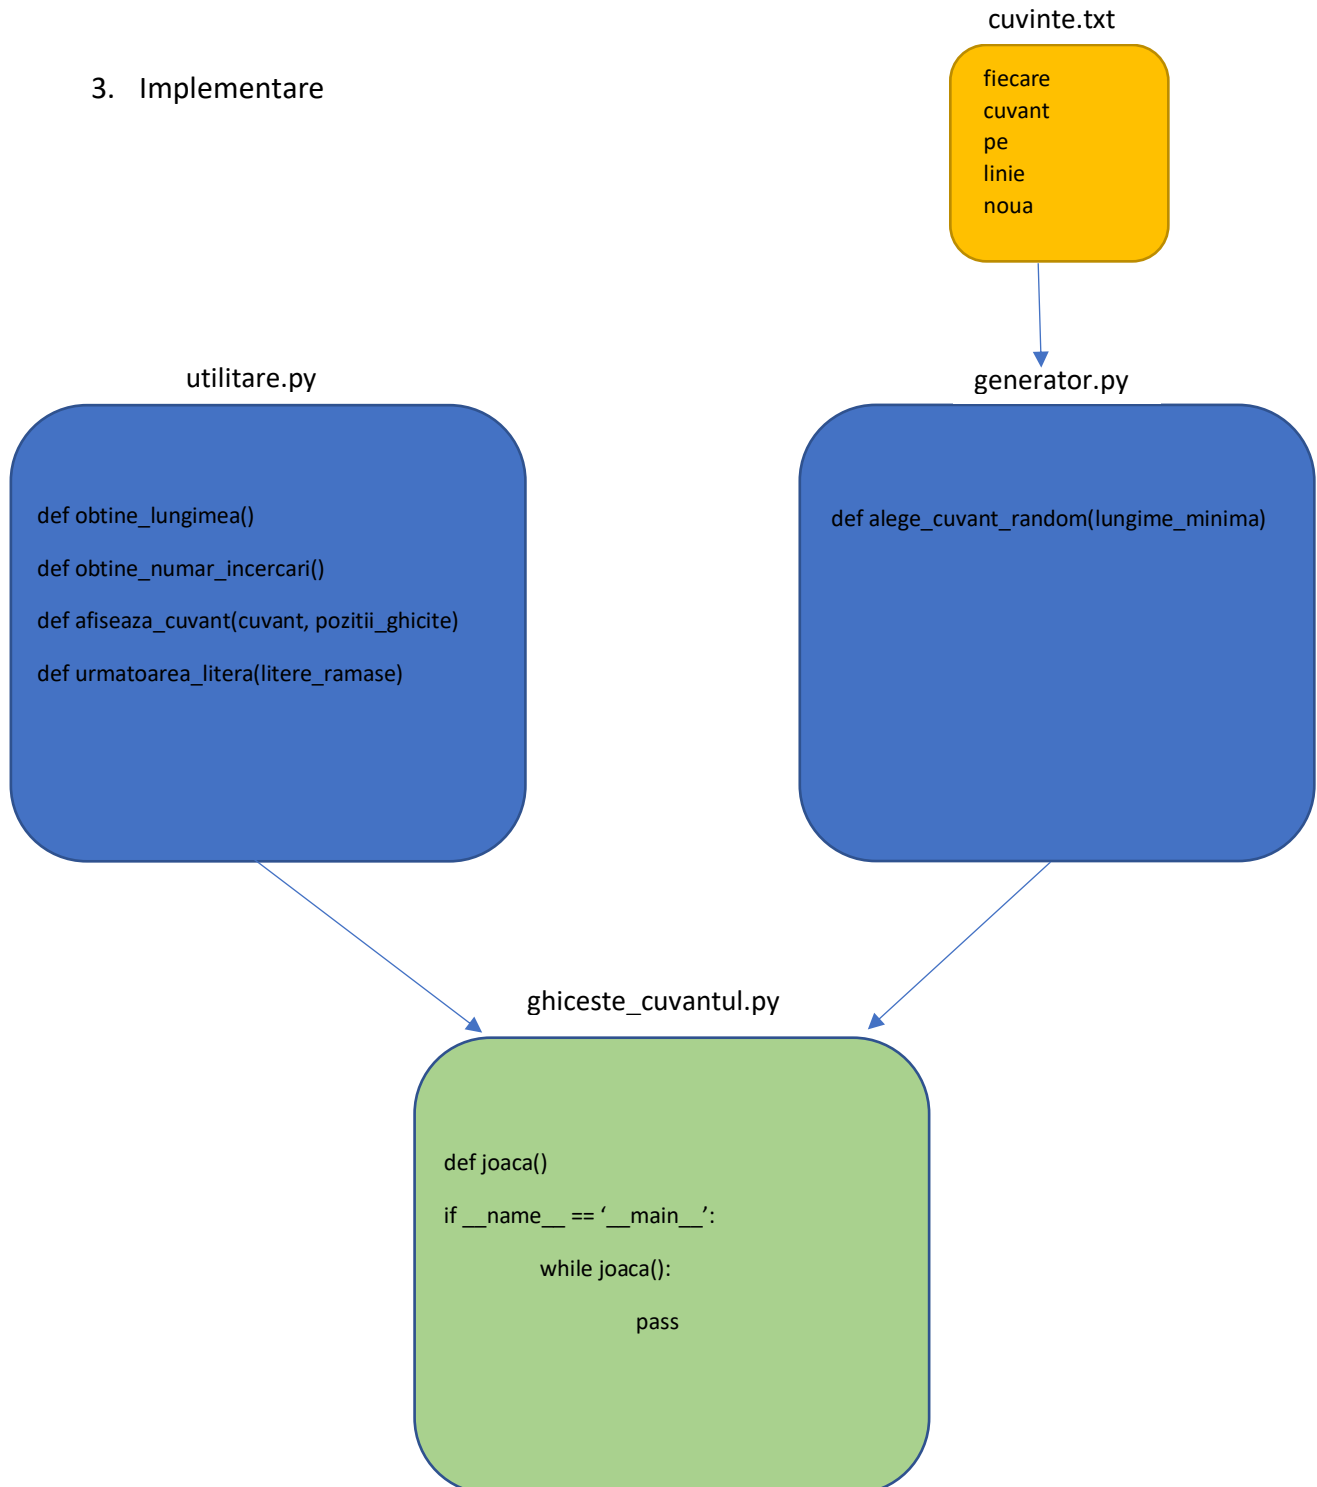 cuvinte.txt
3. Implementare
fiecare
cuvant
pe
linie
noua
utilitare.py
generator.py
def obtine_lungimea()
def obtine_numar_incercari()
def afiseaza_cuvant(cuvant, pozitii_ghicite)
def urmatoarea_litera(litere_ramase)
def alege_cuvant_random(lungime_minima)
ghiceste_cuvantul.py
def joaca()
if __name__ == ‘__main__’:
while joaca():
pass